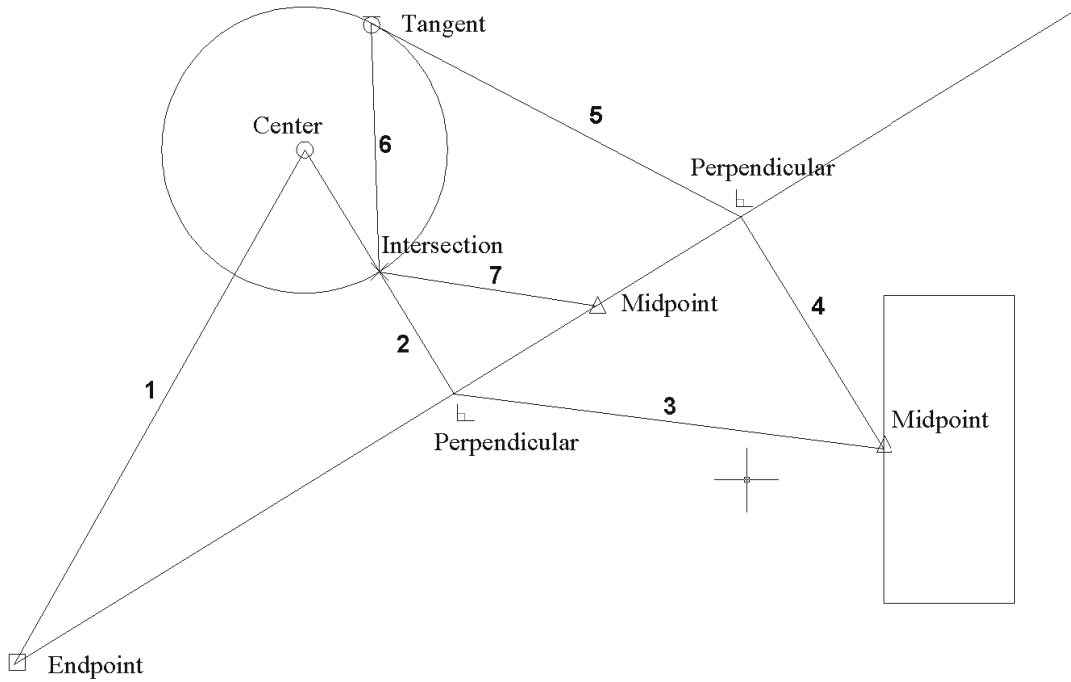 Tangent
5
Center
6
Perpendicular
Intersection
7
Midpoint
4
2
1
3
Midpoint
Perpendicular
Endpoint